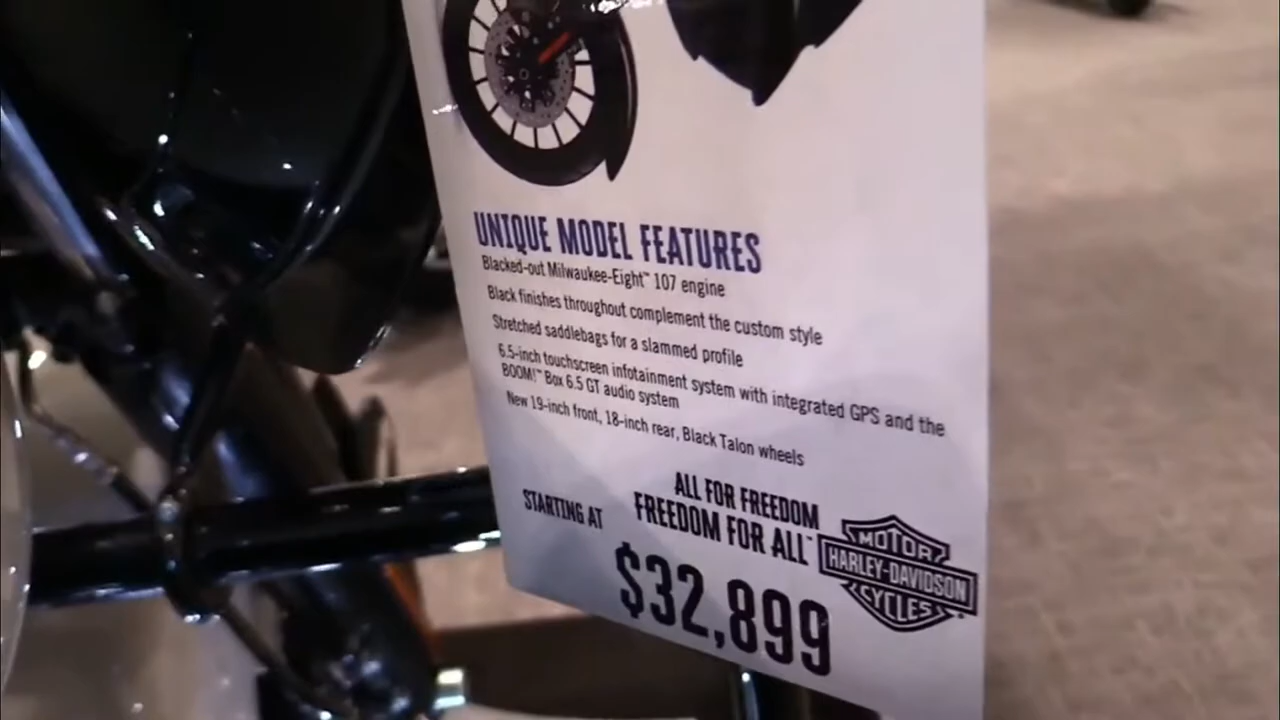 UNIQUE MODEL FEATURES
Blacked-out Milwaukee-Eight™ 107 engine
Black finishes throughout complement the custom style
Stretched saddlebags for a slammed profile
6.5-inch touchscreen infotainment system with integrated GPS and the
BOOM!™ Box 6.5 GT audio system
New 19-inch front, 18-inch rear, Black Talon wheels
ALL FOR FREEDOM
FREEDOM FOR ALL™
STARTING AT
$32,899
MOTOR
HARLEY-DAVIDSON
CYCLES